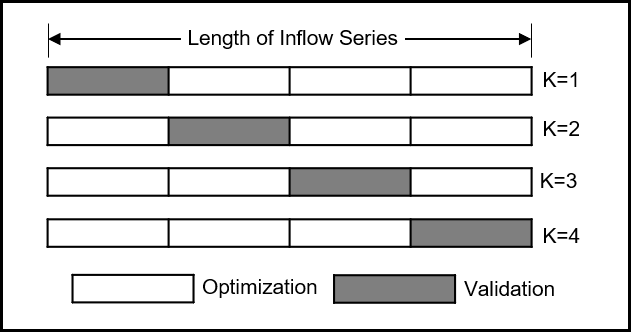 Length of Inflow Series
K=1
K=2
K=3
K=4
Optimization
Validation